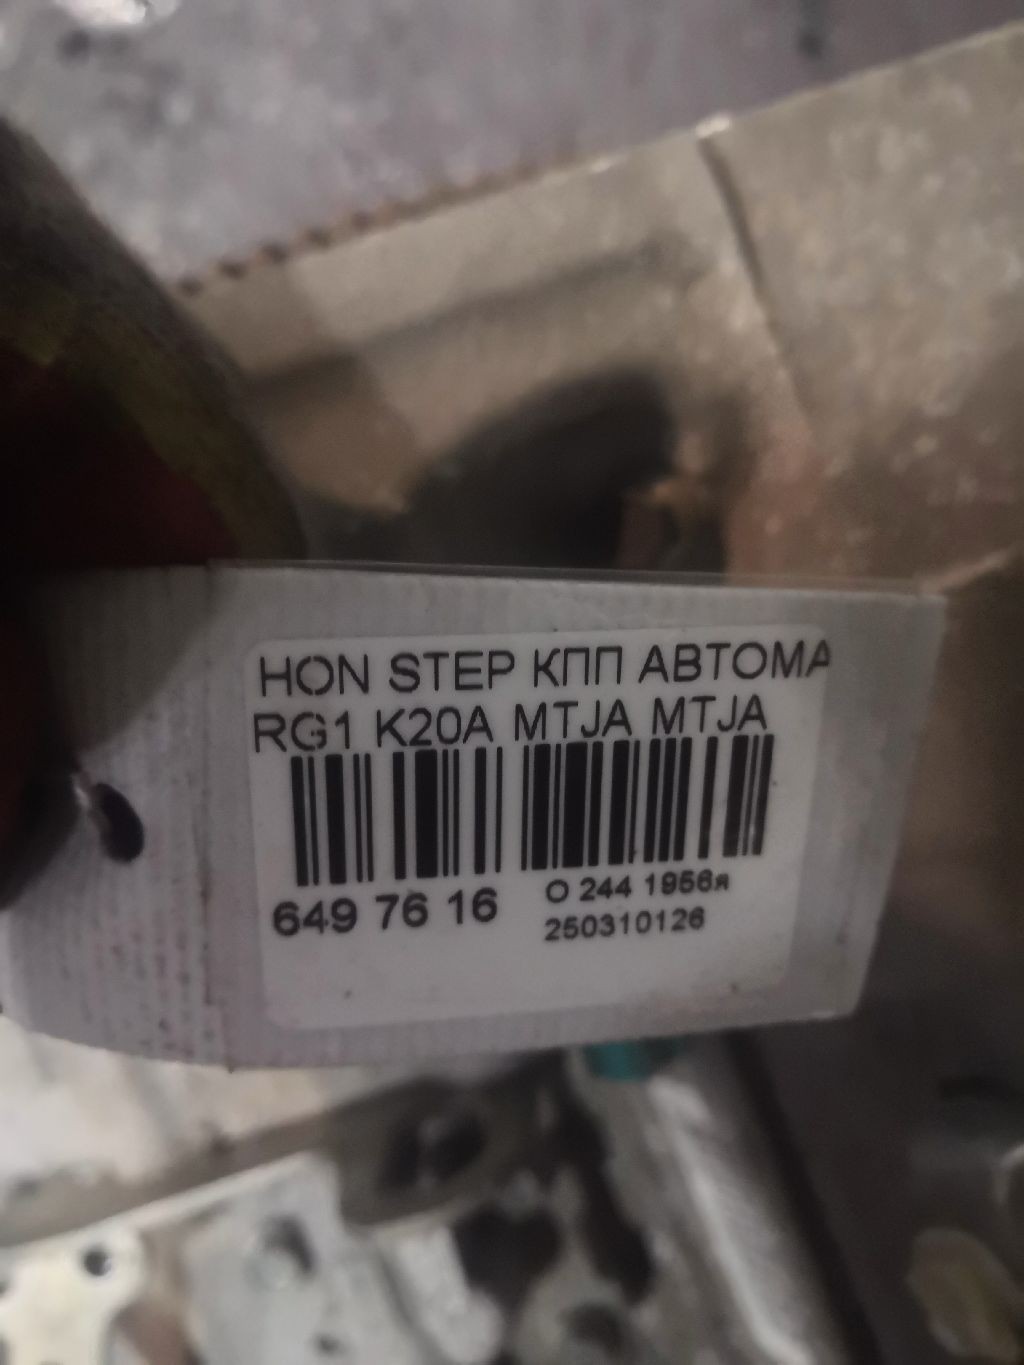 HON STEP КПП АВТОМА
RG1 K20A MTJA MTJA
649 76 16
О 244 1956я
250310126